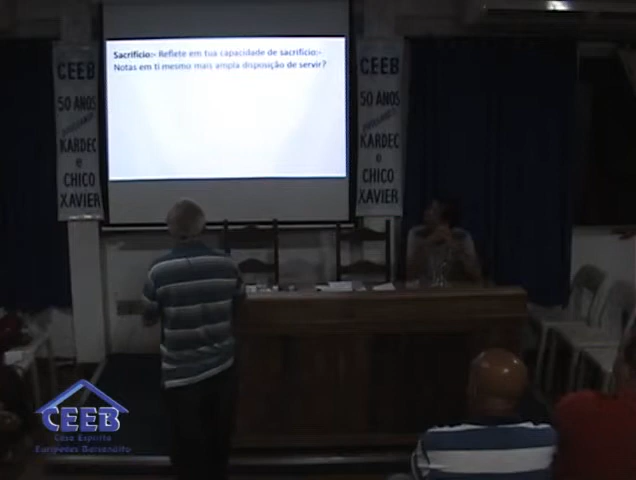 Sacrifício:- Reflete em tua capacidade de sacrifício:-
Notas em ti mesmo mais ampla disposição de servir?
CEEB
50 ANOS
KARDEC
e
CHICO
XAVIER
CEEB
50 ANOS
KARDEC
e
CHICO
XAVIER
CEEB
Casa Espírita
Eurípedes Barsanulfo